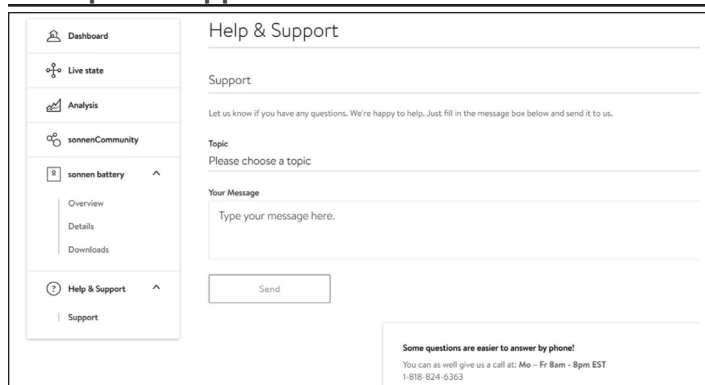 Dashboard
Live state
Analysis
sonnenCommunity
sonnen battery
Overview
Details
Downloads
Help & Support
Support
Help & Support
Support
Let us know if you have any questions. We're happy to help. Just fill in the message box below and send it to us.
Topic
Please choose a topic
Your Message
Type your message here.
Send
Some questions are easier to answer by phone!
You can as well give us a call at: Mo – Fr 8am - 8pm EST
1-818-824-6363